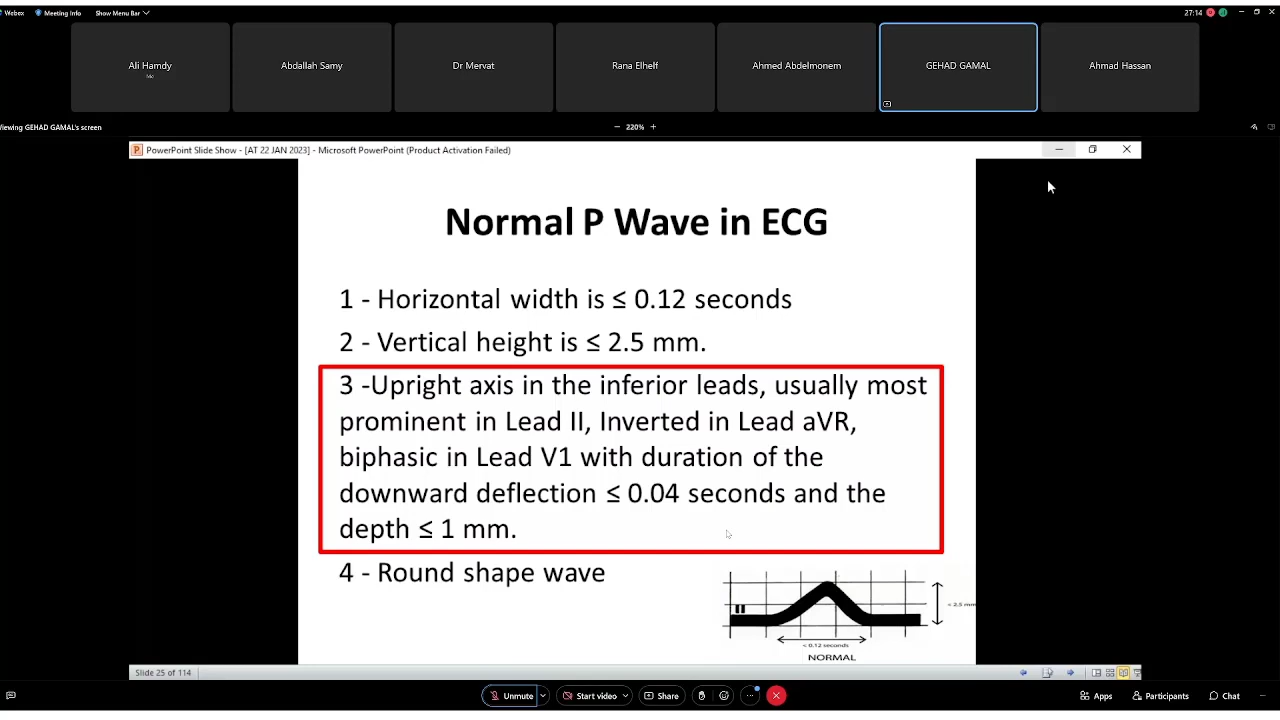 Webex Meeting Info Show Menu Bar 27:14
Ali Hamdy
Me
Abdallah Samy
Dr Mervat
Rana Elhelf
Ahmed Abdelmonem
GEHAD GAMAL
Ahmad Hassan
Viewing GEHAD GAMAL's screen
220%
PowerPoint Slide Show - [AT 22 JAN 2023] - Microsoft PowerPoint (Product Activation Failed)
Normal P Wave in ECG
1 - Horizontal width is ≤ 0.12 seconds
2 - Vertical height is ≤ 2.5 mm.
3 -Upright axis in the inferior leads, usually most
prominent in Lead II, Inverted in Lead aVR,
biphasic in Lead V1 with duration of the
downward deflection ≤ 0.04 seconds and the
depth ≤ 1 mm.
4 - Round shape wave
II
< 2.5 mm
< 0.12 seconds
NORMAL
Slide 25 of 114
Unmute Start video Share Apps Participants Chat